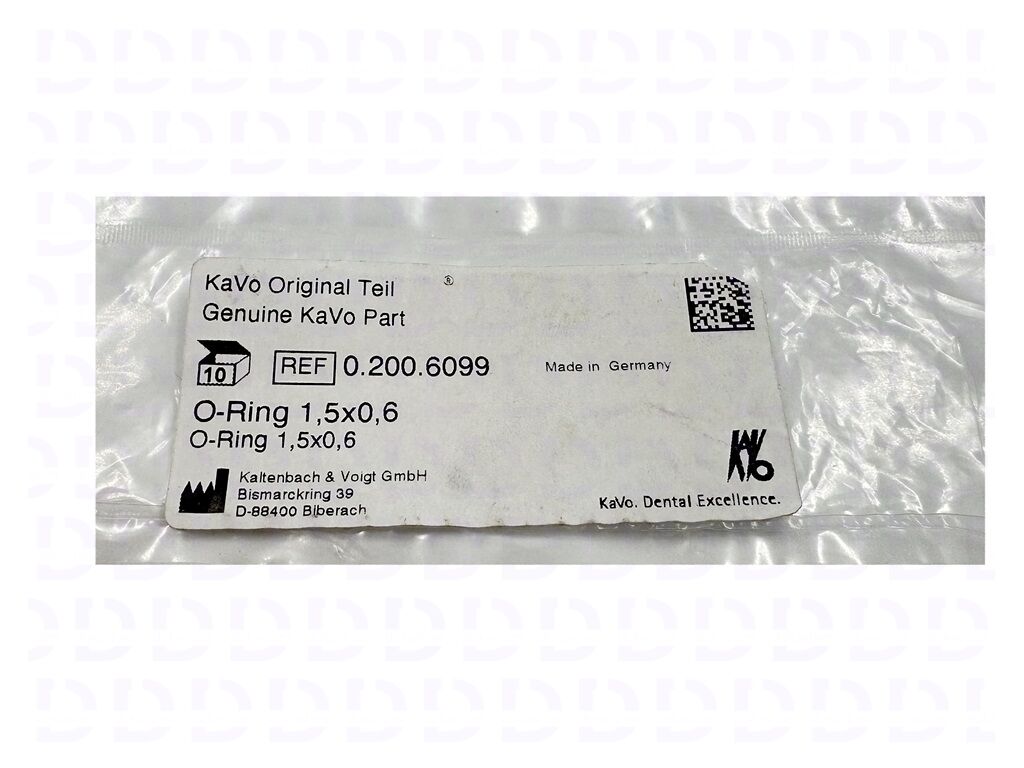 KaVo Original Teil ®
Genuine KaVo Part
10 REF 0.200.6099 Made in Germany
O-Ring 1,5x0,6
O-Ring 1,5x0,6
KAVo
Kaltenbach & Voigt GmbH
Bismarckring 39
D-88400 Biberach
KaVo. Dental Excellence.